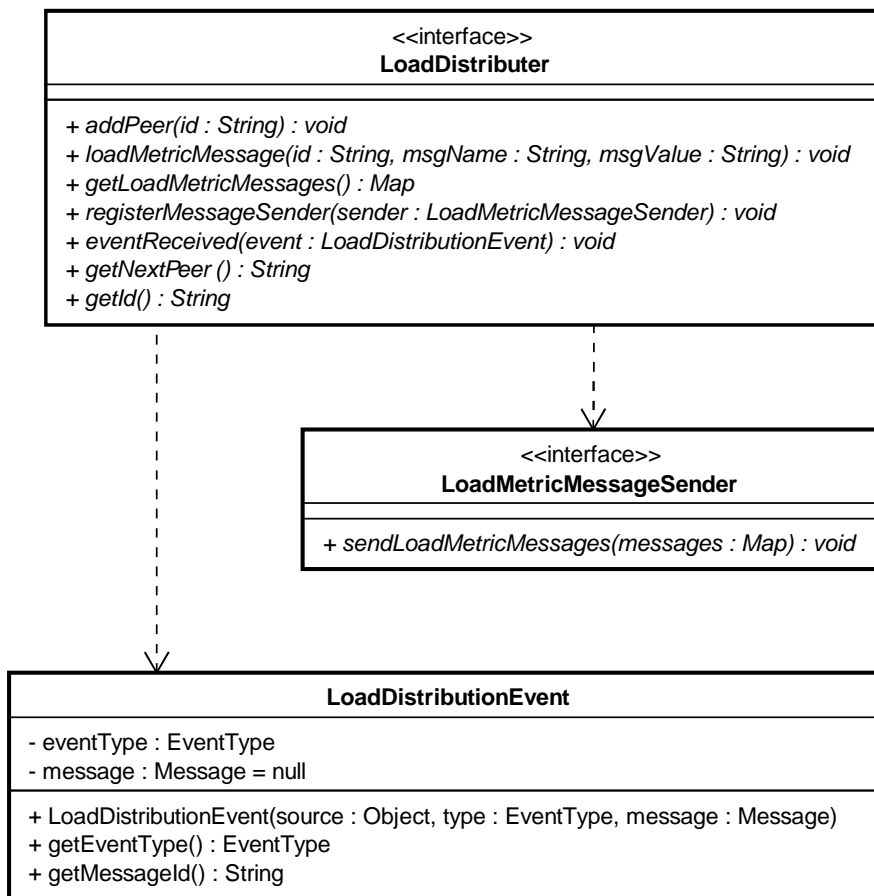 <<interface>>
LoadDistributer
+ addPeer(id : String) : void
+ loadMetricMessage(id : String, msgName : String, msgValue : String) : void
+ getLoadMetricMessages() : Map
+ registerMessageSender(sender : LoadMetricMessageSender) : void
+ eventReceived(event : LoadDistributionEvent) : void
+ getNextPeer () : String
+ getId() : String
<<interface>>
LoadMetricMessageSender
+ sendLoadMetricMessages(messages : Map) : void
LoadDistributionEvent
- eventType : EventType
- message : Message = null
+ LoadDistributionEvent(source : Object, type : EventType, message : Message)
+ getEventType() : EventType
+ getMessageId() : String